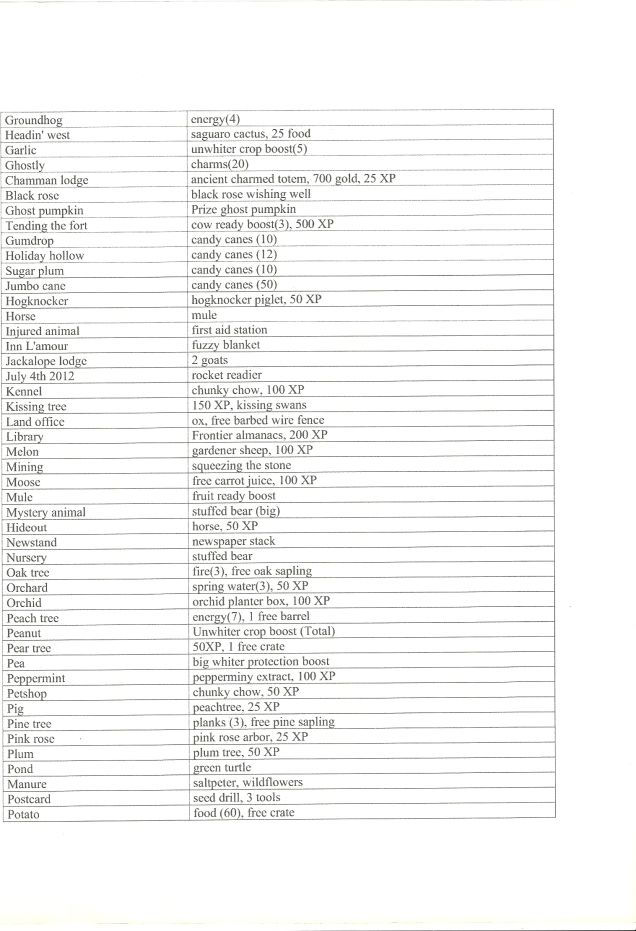 Groundhog energy(4)
Headin' west saguaro cactus, 25 food
Garlic unwhiter crop boost(5)
Ghostly charms(20)
Chamman lodge ancient charmed totem, 700 gold, 25 XP
Black rose black rose wishing well
Ghost pumpkin Prize ghost pumpkin
Tending the fort cow ready boost(3), 500 XP
Gumdrop candy canes (10)
Holiday hollow candy canes (12)
Sugar plum candy canes (10)
Jumbo cane candy canes (50)
Hogknocker hogknocker piglet, 50 XP
Horse mule
Injured animal first aid station
Inn L'amour fuzzy blanket
Jackalope lodge 2 goats
July 4th 2012 rocket readier
Kennel chunky chow, 100 XP
Kissing tree 150 XP, kissing swans
Land office ox, free barbed wire fence
Library Frontier almanacs, 200 XP
Melon gardener sheep, 100 XP
Mining squeezing the stone
Moose free carrot juice, 100 XP
Mule fruit ready boost
Mystery animal stuffed bear (big)
Hideout horse, 50 XP
Newstand newspaper stack
Nursery stuffed bear
Oak tree fire(3), free oak sapling
Orchard spring water(3), 50 XP
Orchid orchid planter box, 100 XP
Peach tree energy(7), 1 free barrel
Peanut Unwhiter crop boost (Total)
Pear tree 50XP, 1 free crate
Pea big whiter protection boost
Peppermint pepperminy extract, 100 XP
Petshop chunky chow, 50 XP
Pig peachtree, 25 XP
Pine tree planks (3), free pine sapling
Pink rose pink rose arbor, 25 XP
Plum plum tree, 50 XP
Pond green turtle
Manure saltpeter, wildflowers
Postcard seed drill, 3 tools
Potato food (60), free crate